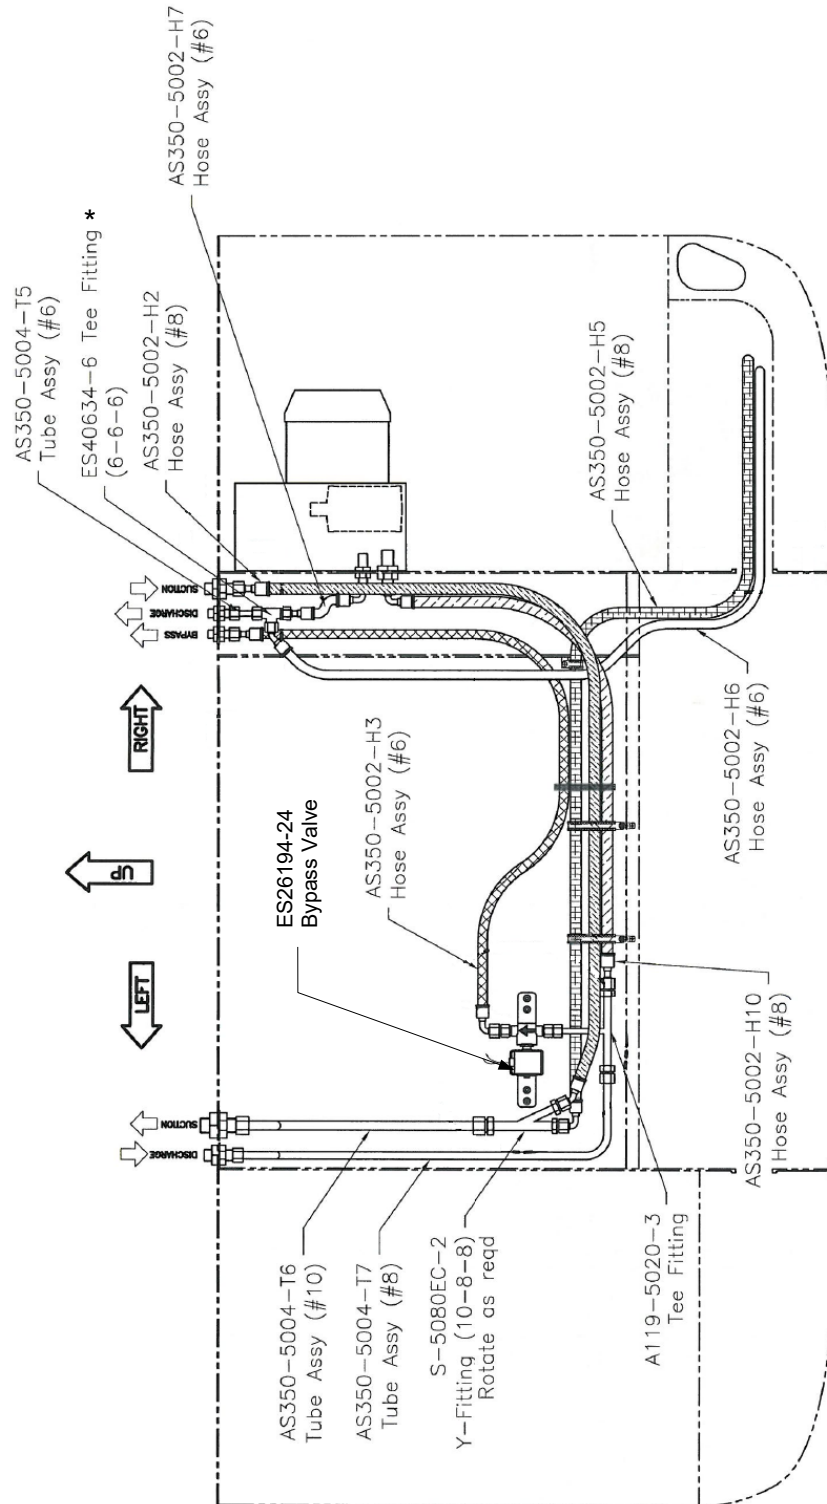 AS350-5004-T5
Tube Assy (#6)
ES40634-6 Tee Fitting *
(6-6-6)
AS350-5002-H2
Hose Assy (#8)
AS350-5002-H7
Hose Assy (#6)
SUCTION
DISCHARGE
BYPASS
RIGHT
UP
LEFT
AS350-5002-H5
Hose Assy (#8)
AS350-5002-H3
Hose Assy (#6)
ES26194-24
Bypass Valve
AS350-5002-H6
Hose Assy (#6)
SUCTION
DISCHARGE
AS350-5002-H10
Hose Assy (#8)
AS350-5004-T6
Tube Assy (#10)
AS350-5004-T7
Tube Assy (#8)
S-5080EC-2
Y-Fitting (10-8-8)
Rotate as reqd
A119-5020-3
Tee Fitting